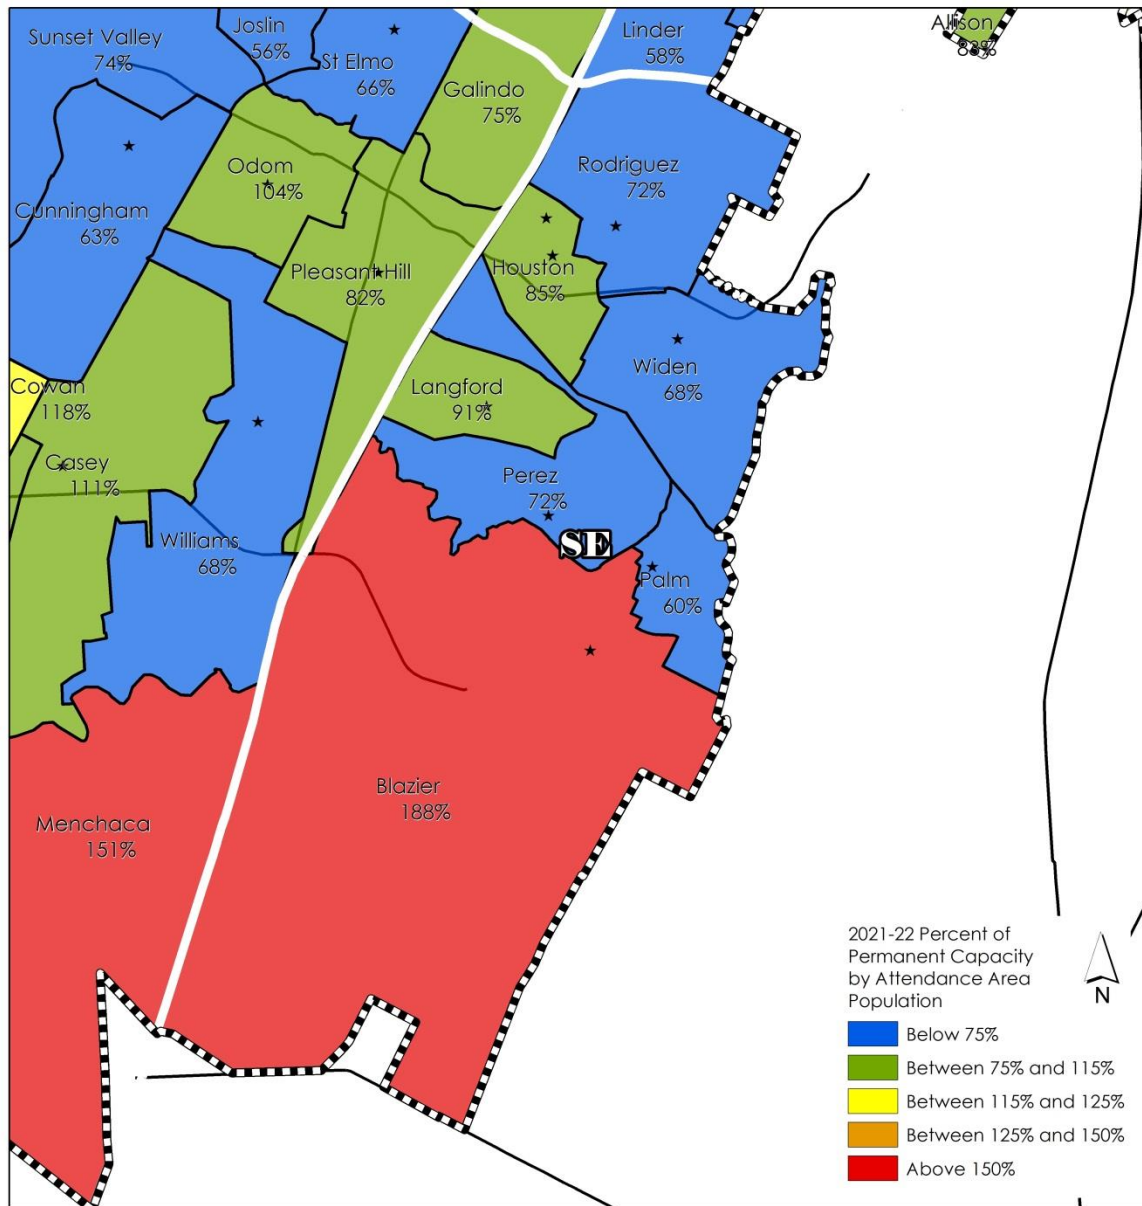 Sunset Valley
74%
Joslin
56%
St Elmo
66%
Linder
58%
Allison
83%
Galindo
75%
Odom
104%
Rodriguez
72%
Cunningham
63%
Pleasant Hill
82%
Houston
85%
Widen
68%
Cowan
118%
Langford
91%
Casey
111%
Perez
72%
Williams
68%
SE
Palm
60%
Blazier
188%
Menchaca
151%
2021-22 Percent of
Permanent Capacity
by Attendance Area
Population
N
Below 75%
Between 75% and 115%
Between 115% and 125%
Between 125% and 150%
Above 150%